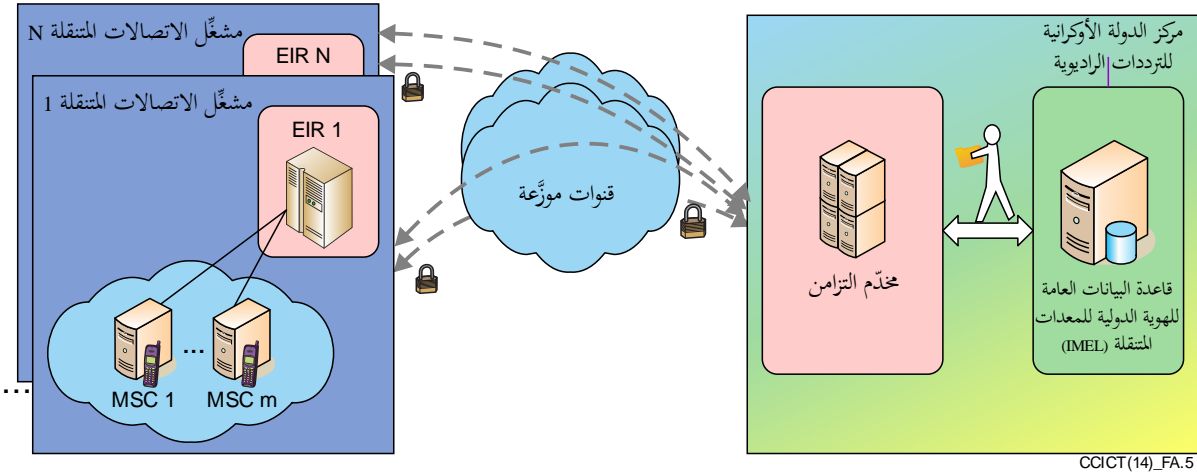 مشغِّل الاتصالات المتنقلة N
EIR N
مشغِّل الاتصالات المتنقلة 1
EIR 1
...
MSC 1
MSC m
...
قنوات موزَّعة
مركز الدولة الأوكرانية
للترددات الراديوية
مخدّم التزامن
قاعدة البيانات العامة
للهوية الدولية للمعدات
المتنقلة (IMEL)
CCICT(14)_FA.5